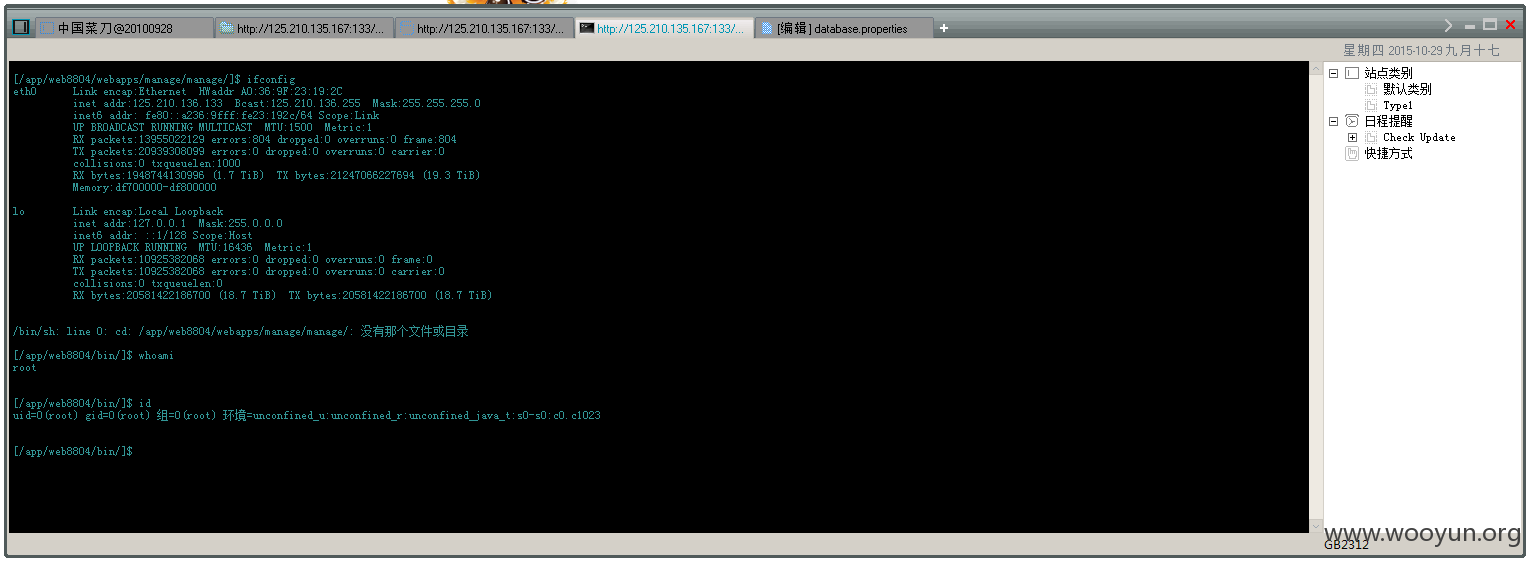 中国菜刀@20100928
http://125.210.135.167:133/...
http://125.210.135.167:133/...
http://125.210.135.167:133/...
[编辑] database.properties
星期四 2015-10-29 九月十七
[/app/web8804/webapps/manage/manage/]$ ifconfig
eth0 Link encap:Ethernet HWaddr A0:36:9F:23:19:2C
inet addr:125.210.136.133 Bcast:125.210.136.255 Mask:255.255.255.0
inet6 addr: fe80::a236:9fff:fe23:192c/64 Scope:Link
UP BROADCAST RUNNING MULTICAST MTU:1500 Metric:1
RX packets:13955022129 errors:804 dropped:0 overruns:0 frame:804
TX packets:20939308099 errors:0 dropped:0 overruns:0 carrier:0
collisions:0 txqueuelen:1000
RX bytes:1948744130996 (1.7 TiB) TX bytes:21247066227694 (19.3 TiB)
Memory:df700000-df800000
lo Link encap:Local Loopback
inet addr:127.0.0.1 Mask:255.0.0.0
inet6 addr: ::1/128 Scope:Host
UP LOOPBACK RUNNING MTU:16436 Metric:1
RX packets:10925382068 errors:0 dropped:0 overruns:0 frame:0
TX packets:10925382068 errors:0 dropped:0 overruns:0 carrier:0
collisions:0 txqueuelen:0
RX bytes:20581422186700 (18.7 TiB) TX bytes:20581422186700 (18.7 TiB)
/bin/sh: line 0: cd: /app/web8804/webapps/manage/manage/: 没有那个文件或目录
[/app/web8804/bin/]$ whoami
root
[/app/web8804/bin/]$ id
uid=0(root) gid=0(root) 组=0(root) 环境=unconfined_u:unconfined_r:unconfined_java_t:s0-s0:c0.c1023
[/app/web8804/bin/]$
站点类别
默认类别
Type1
日程提醒
Check Update
快捷方式
www.wooyun.org
GB2312